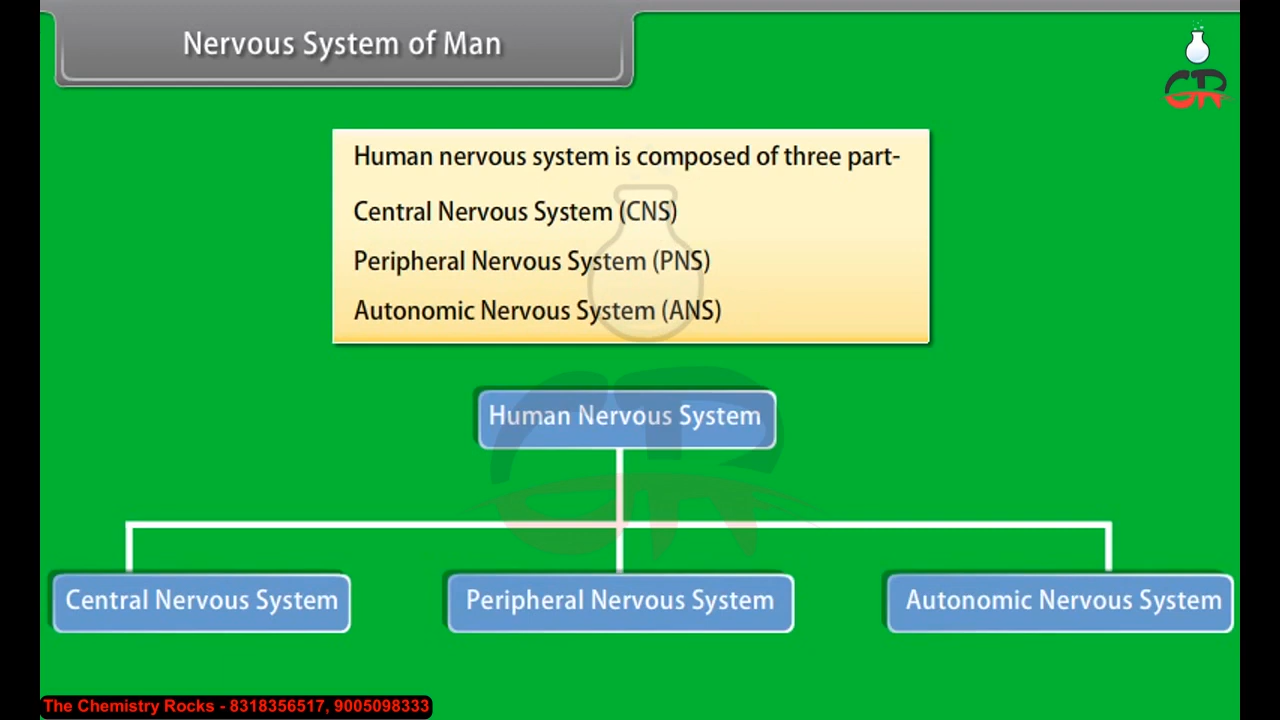 Nervous System of Man
GR
Human nervous system is composed of three part-
Central Nervous System (CNS)
Peripheral Nervous System (PNS)
Autonomic Nervous System (ANS)
Human Nervous System
Central Nervous System
Peripheral Nervous System
Autonomic Nervous System
The Chemistry Rocks - 8318356517, 9005098333